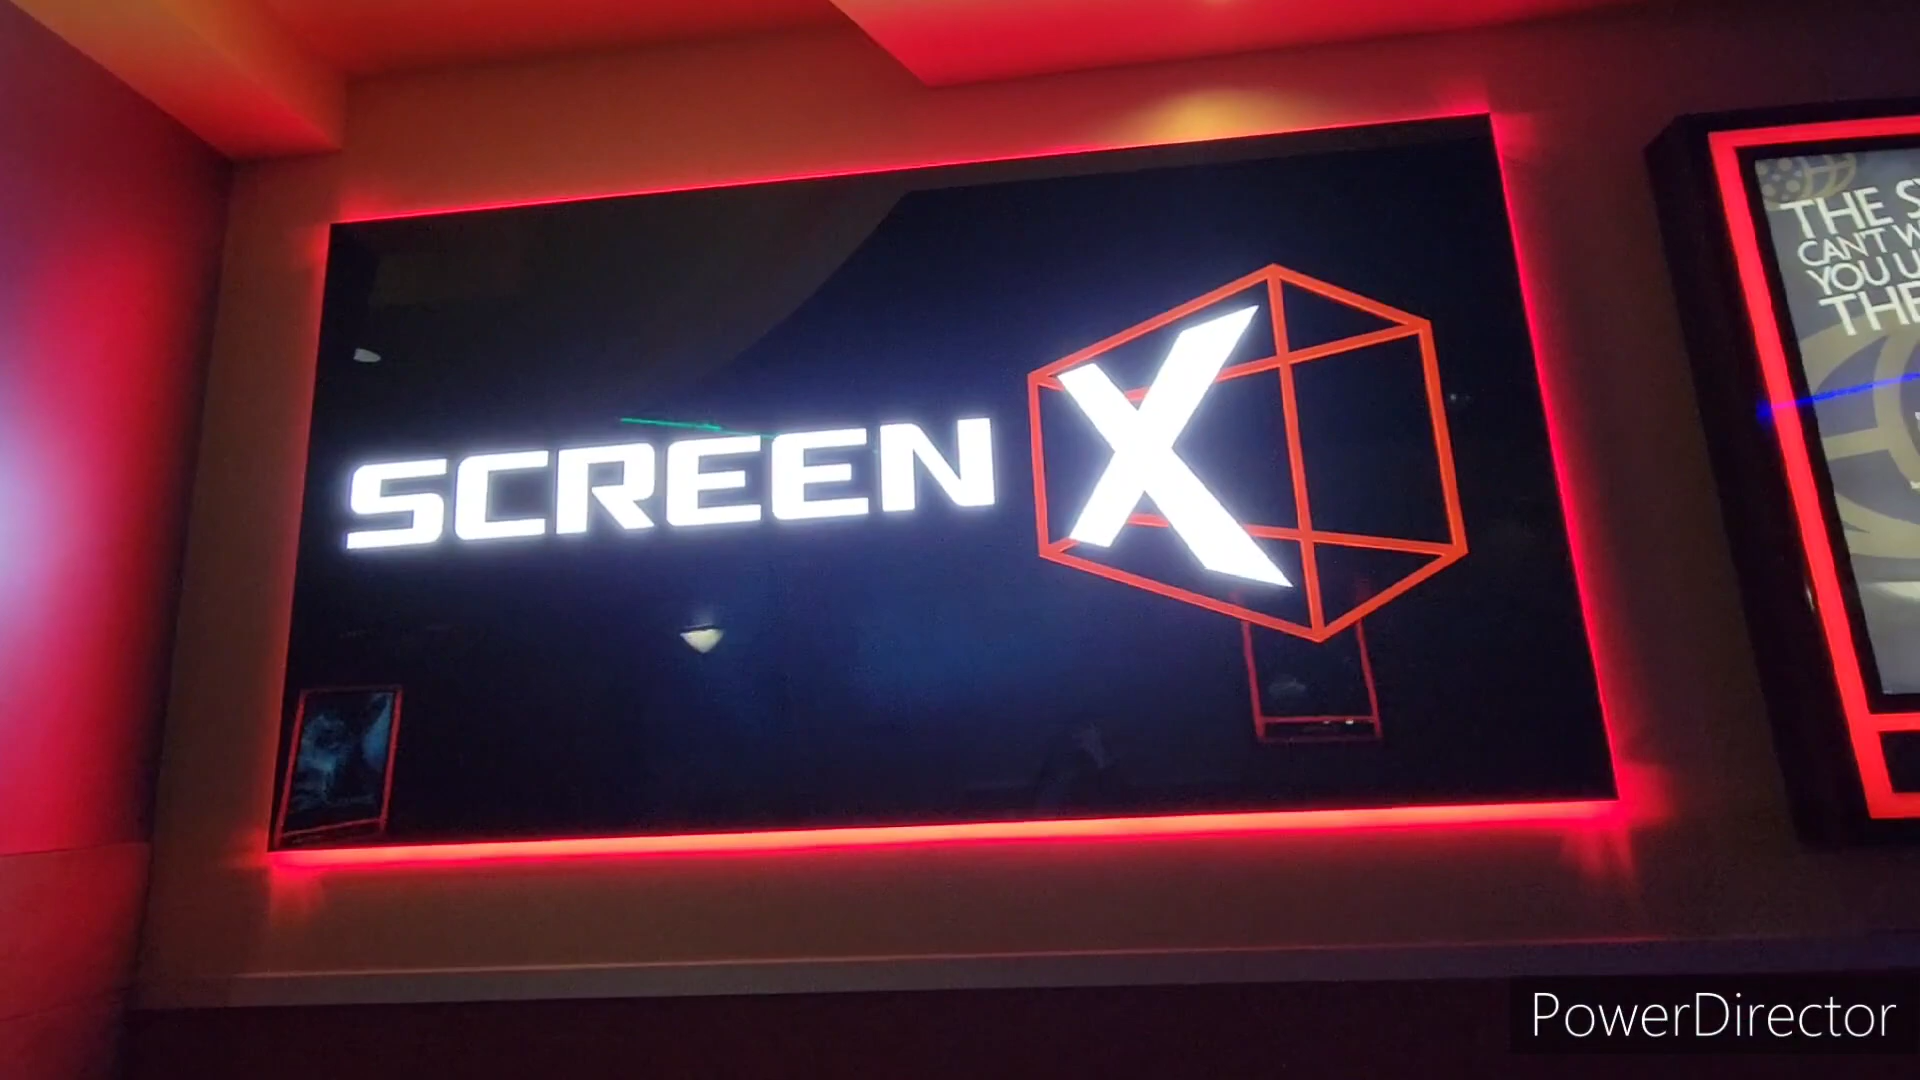 SCREEN X
THE
CAN'T
YOU
THE
PowerDirector